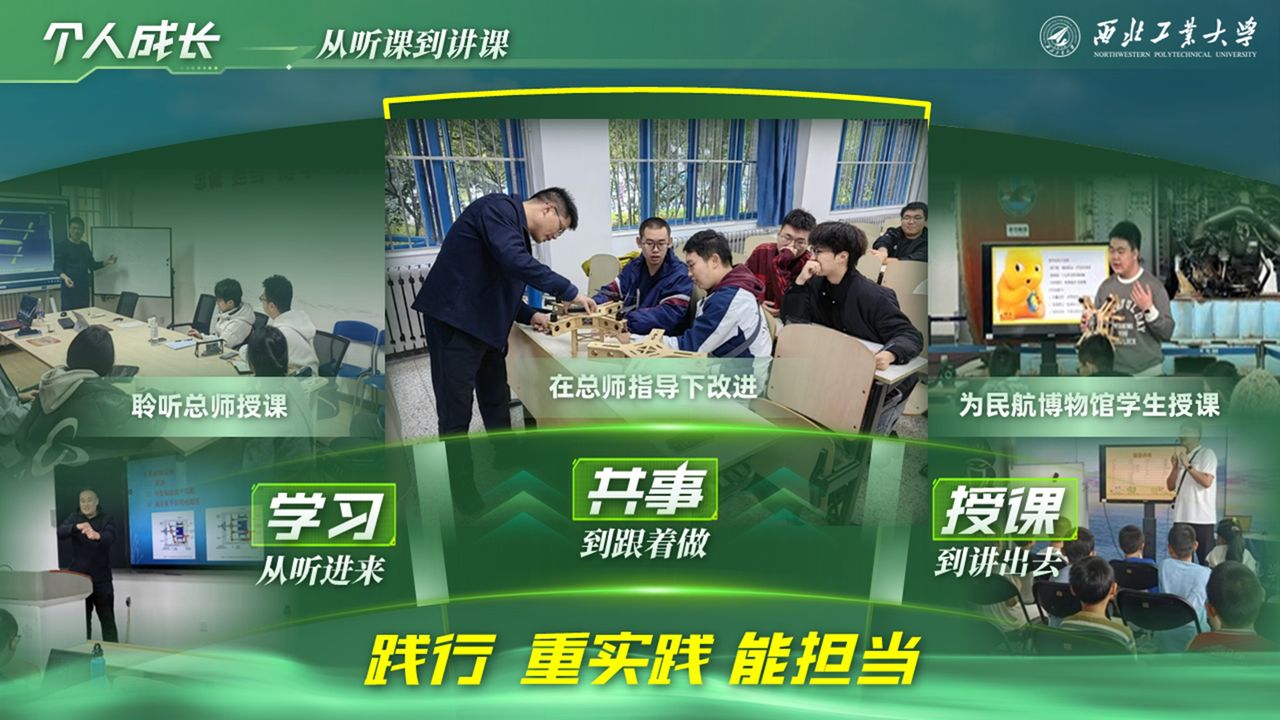 个人成长
从听课到讲课
西北工业大学
NORTHWESTERN POLYTECHNICAL UNIVERSITY
聆听总师授课
在总师指导下改进
为民航博物馆学生授课
学习
从听进来
共事
到跟着做
授课
到讲出去
践行 重实践 能担当